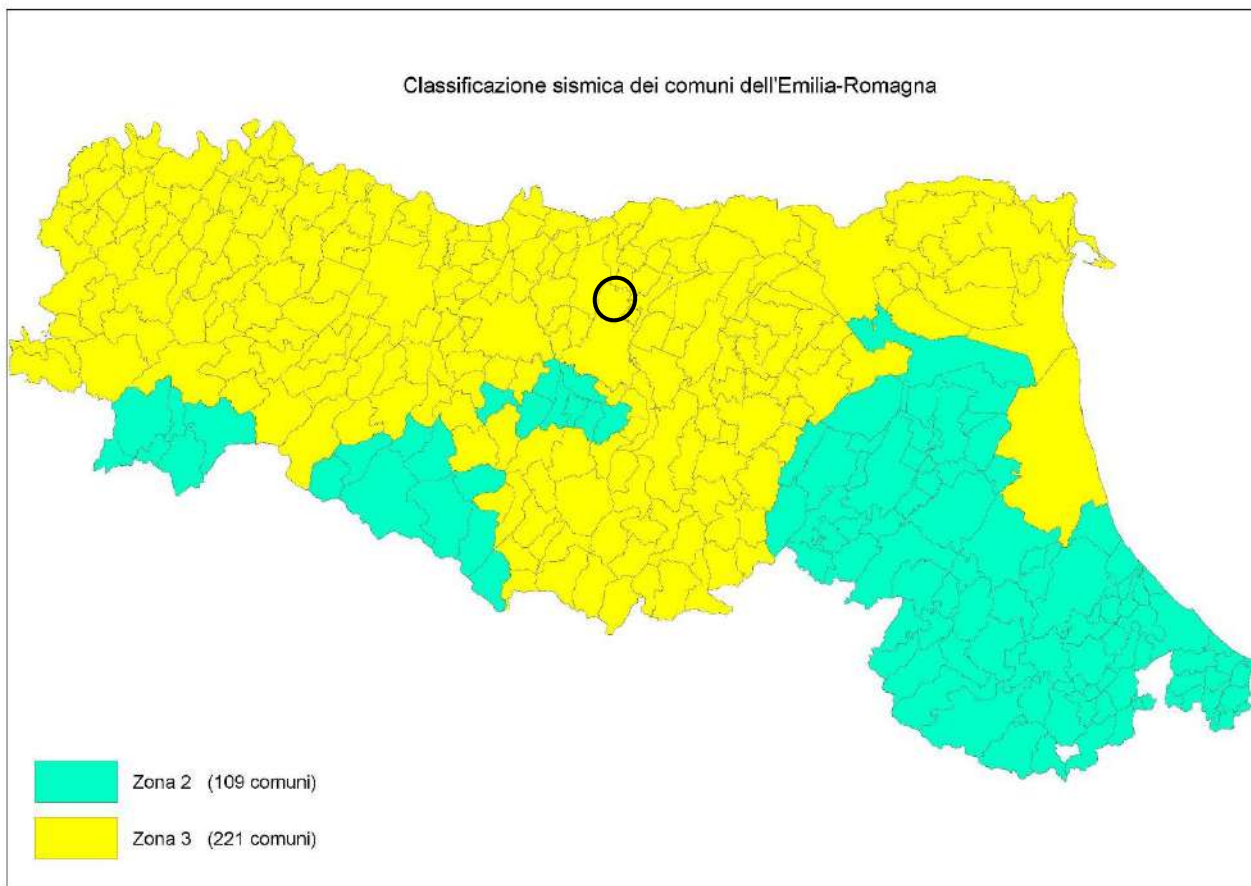 Classificazione sismica dei comuni dell'Emilia-Romagna
Zona 2 (109 comuni)
Zona 3 (221 comuni)